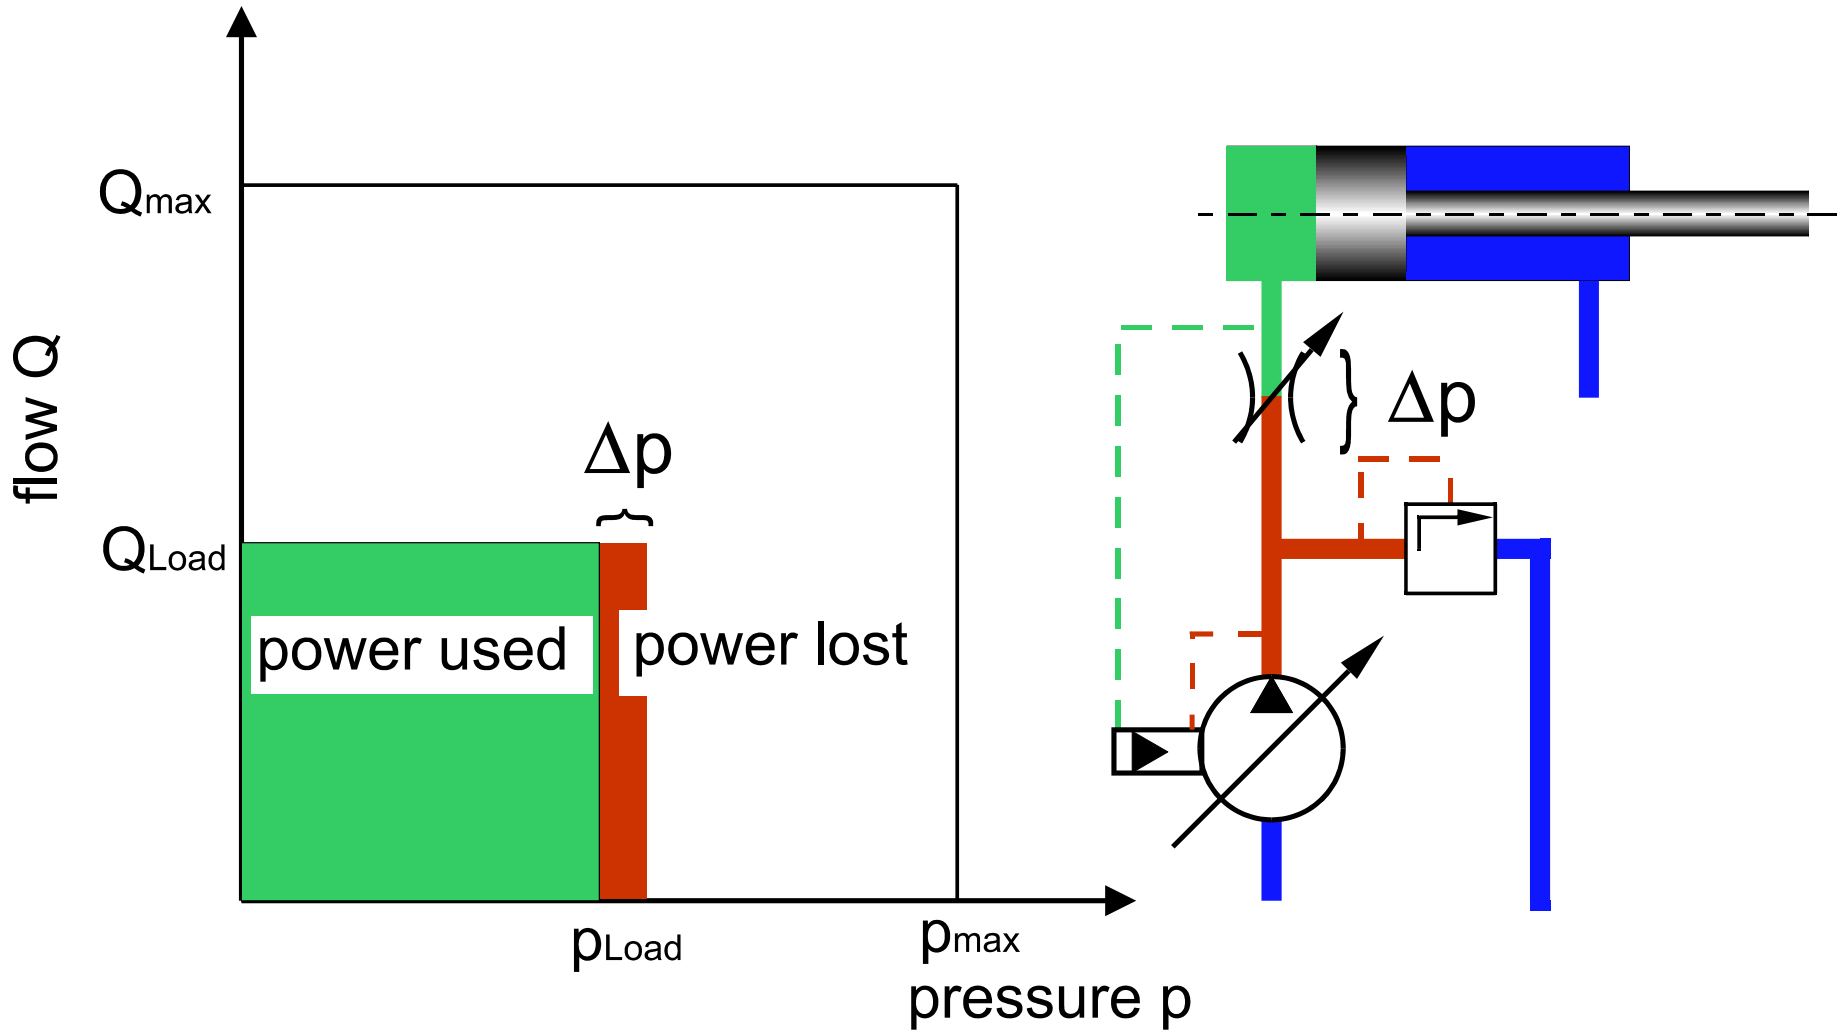 Qmax
flow Q
Δp
Δp
QLoad
power used
power lost
pLoad
pmax
pressure p